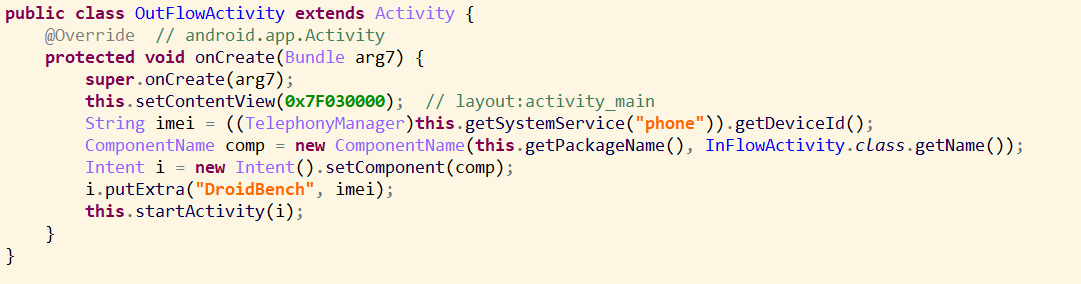 public class OutFlowActivity extends Activity {
    @Override  // android.app.Activity
    protected void onCreate(Bundle arg7) {
        super.onCreate(arg7);
        this.setContentView(0x7F030000);  // layout:activity_main
        String imei = ((TelephonyManager)this.getSystemService("phone")).getDeviceId();
        ComponentName comp = new ComponentName(this.getPackageName(), InFlowActivity.class.getName());
        Intent i = new Intent().setComponent(comp);
        i.putExtra("DroidBench", imei);
        this.startActivity(i);
    }
}